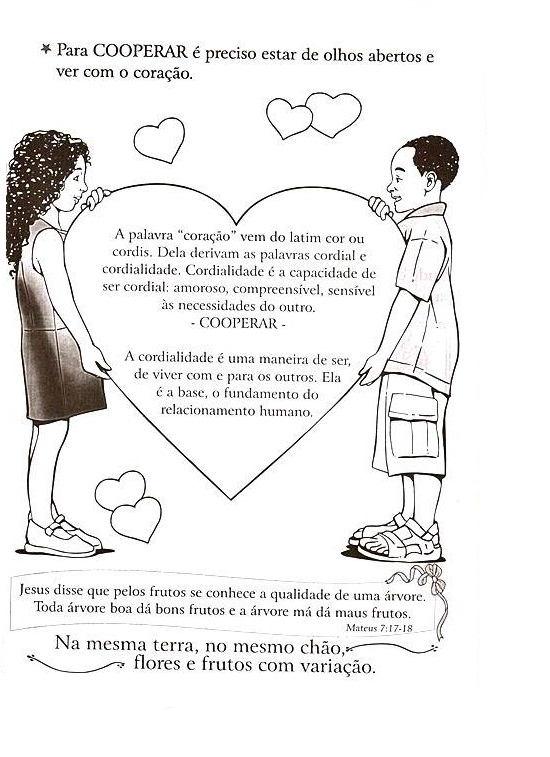 * Para COOPERAR é preciso estar de olhos abertos e
ver com o coração.
A palavra "coração" vem do latim cor ou
cordis. Dela derivam as palavras cordial e
cordialidade. Cordialidade é a capacidade de
ser cordial: amoroso, compreensível, sensível
às necessidades do outro.
- COOPERAR -
A cordialidade é uma maneira de ser,
de viver com e para os outros. Ela
é a base, o fundamento do
relacionamento humano.
Jesus disse que pelos frutos se conhece a qualidade de uma árvore.
Toda árvore boa dá bons frutos e a árvore má dá maus frutos.
Mateus 7:17-18
Na mesma terra, no mesmo chão,
flores e frutos com variação.